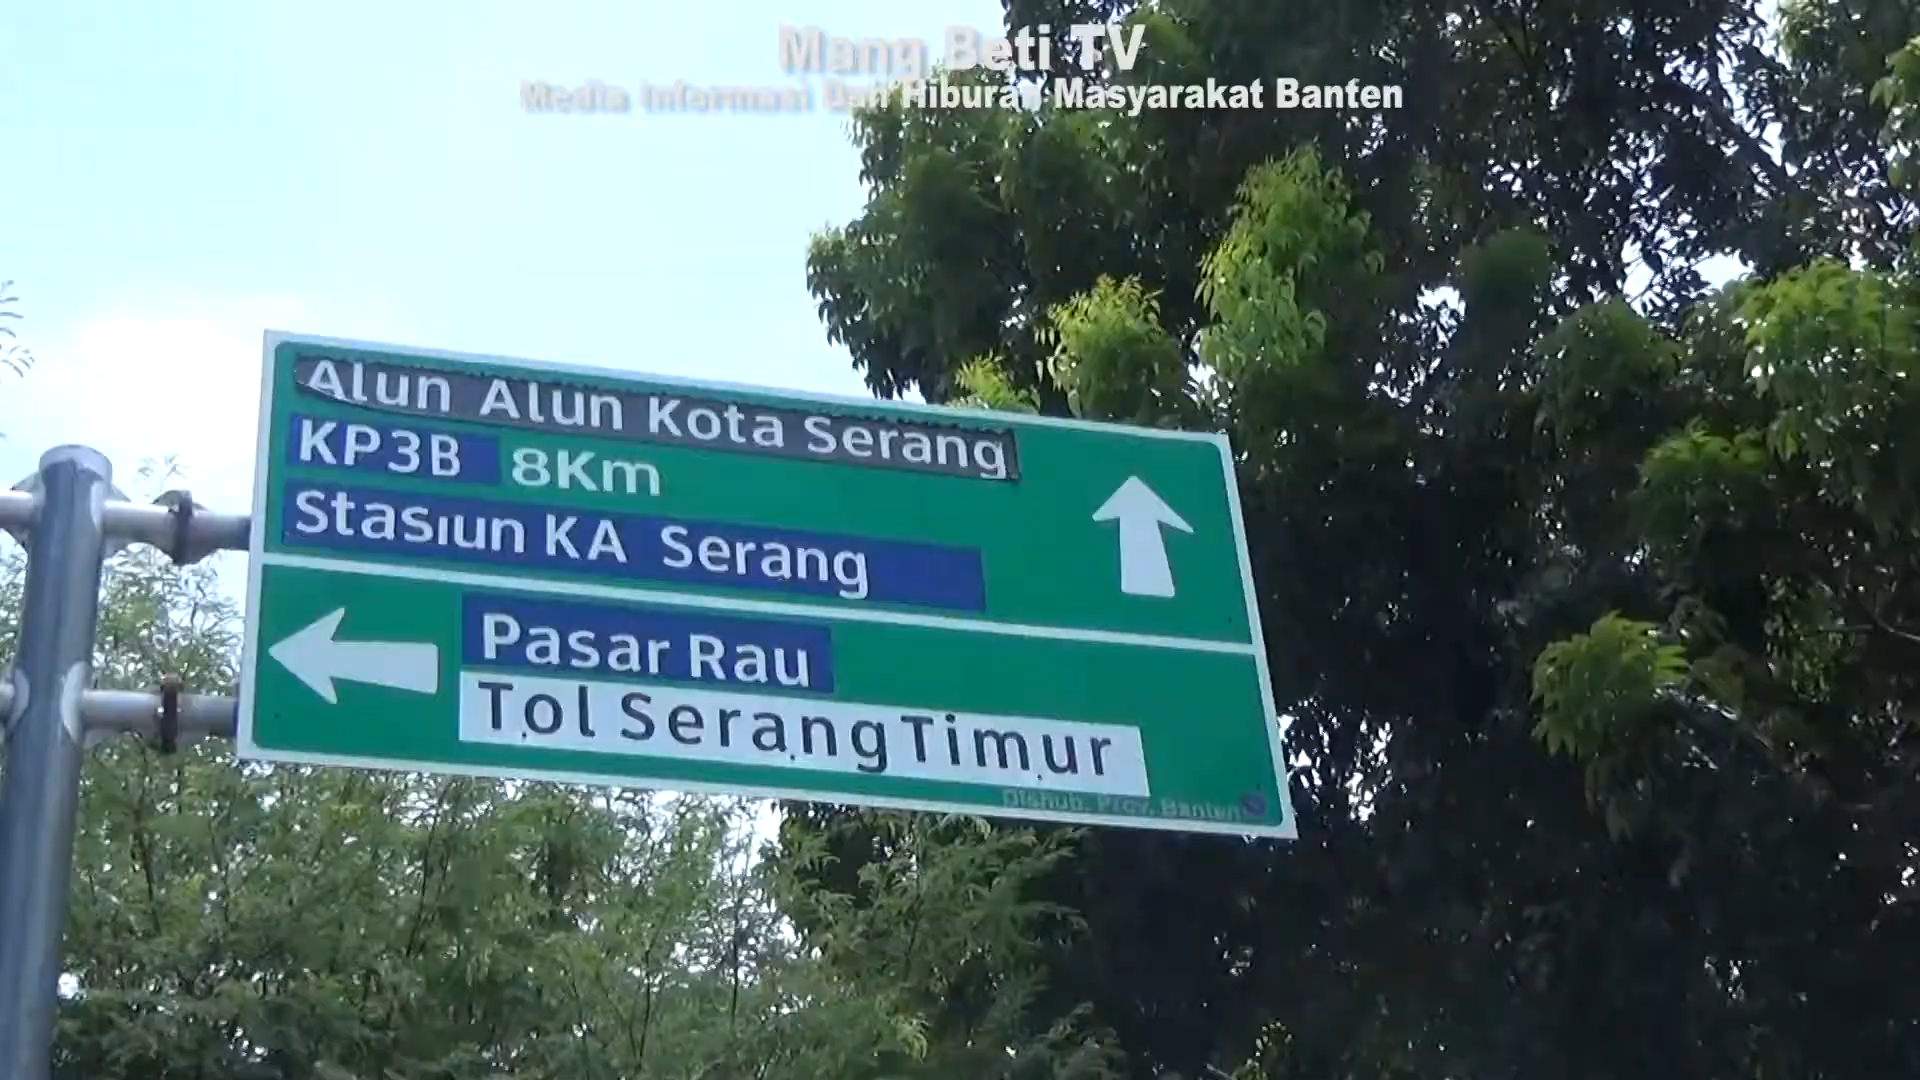 Mang Beti TV
Media Informasi Dan Hiburan Masyarakat Banten
Alun Alun Kota Serang
KP3B 8Km
Stasiun KA Serang
Pasar Rau
Tol Serang Timur
Dishub. Prov. Banten